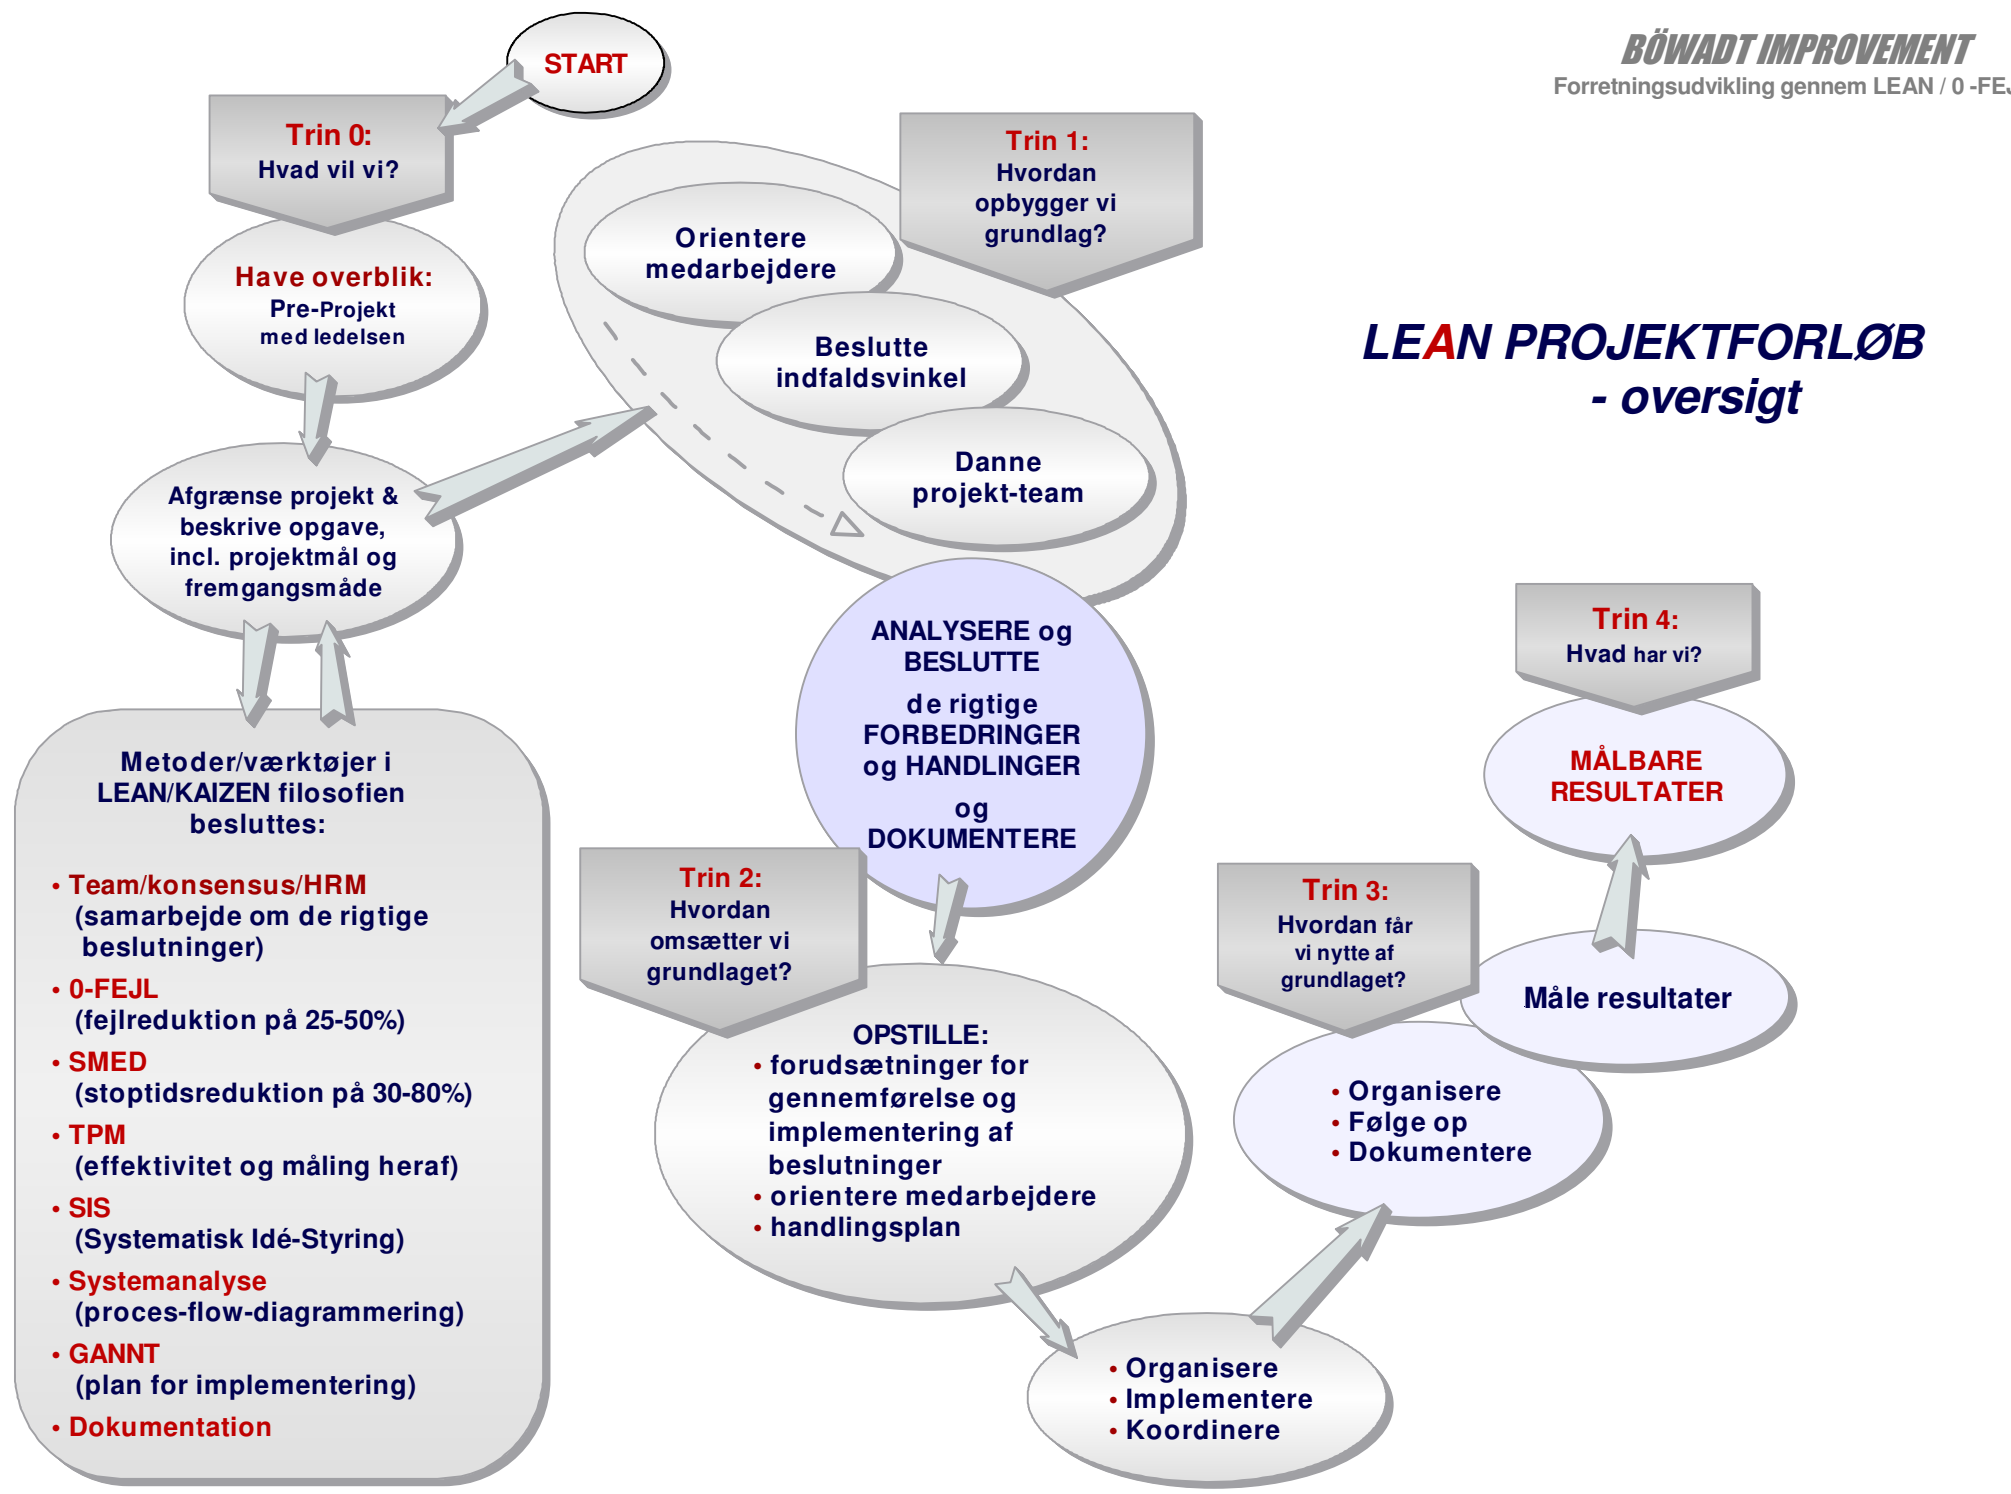 BÖWADT IMPROVEMENT
Forretningsudvikling gennem LEAN / 0 -FEJ
LEAN PROJEKTFORLØB
- oversigt
START
Trin 0:
Hvad vil vi?
Have overblik:
Pre-Projekt
med ledelsen
Afgrænse projekt &
beskrive opgave,
incl. projektmål og
fremgangsmåde
Metoder/værktøjer i
LEAN/KAIZEN filosofien
besluttes:
• Team/konsensus/HRM
(samarbejde om de rigtige
beslutninger)
• 0-FEJL
(fejlreduktion på 25-50%)
• SMED
(stoptidsreduktion på 30-80%)
• TPM
(effektivitet og måling heraf)
• SIS
(Systematisk Idé-Styring)
• Systemanalyse
(proces-flow-diagrammering)
• GANNT
(plan for implementering)
• Dokumentation
Trin 1:
Hvordan
opbygger vi
grundlag?
Orientere
medarbejdere
Beslutte
indfaldsvinkel
Danne
projekt-team
ANALYSERE og
BESLUTTE
de rigtige
FORBEDRINGER
og HANDLINGER
og
DOKUMENTERE
Trin 2:
Hvordan
omsætter vi
grundlaget?
OPSTILLE:
• forudsætninger for
gennemførelse og
implementering af
beslutninger
• orientere medarbejdere
• handlingsplan
• Organisere
• Implementere
• Koordinere
Trin 3:
Hvordan får
vi nytte af
grundlaget?
• Organisere
• Følge op
• Dokumentere
Måle resultater
Trin 4:
Hvad har vi?
MÅLBARE
RESULTATER